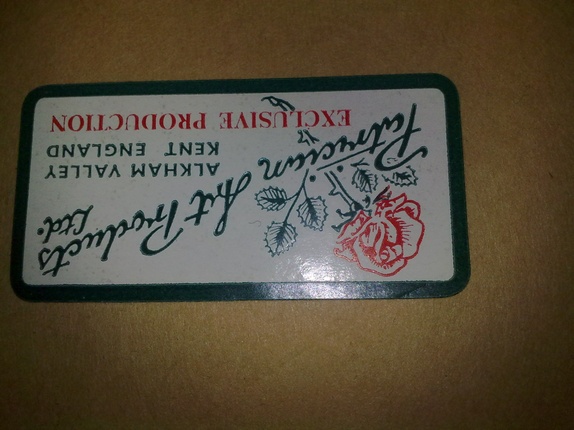 Patrician Art Products
Ltd.
ALKHAM VALLEY
KENT ENGLAND
EXCLUSIVE PRODUCTION